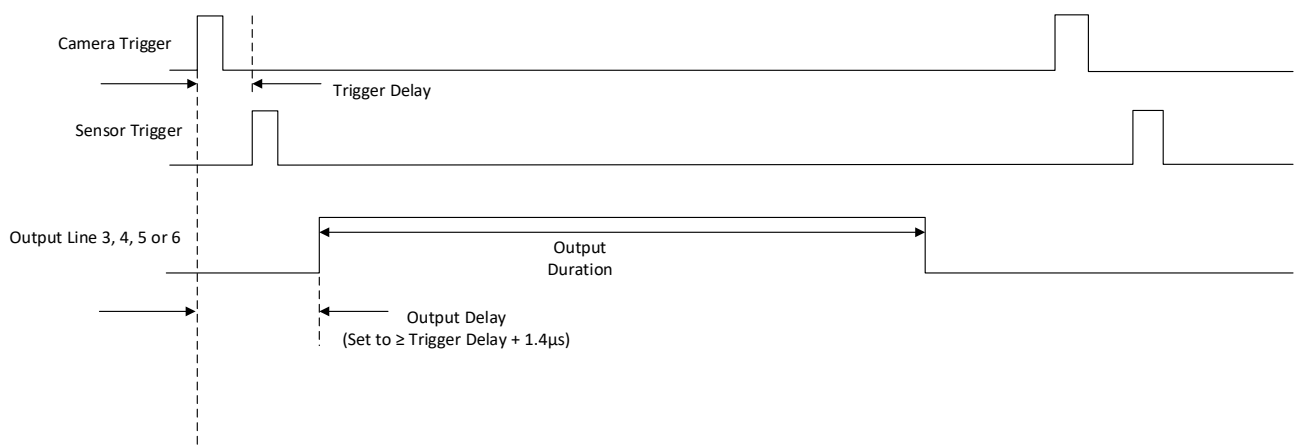 Camera Trigger
Trigger Delay
Sensor Trigger
Output Line 3, 4, 5 or 6
Output
Duration
Output Delay
(Set to ≥ Trigger Delay + 1.4µs)